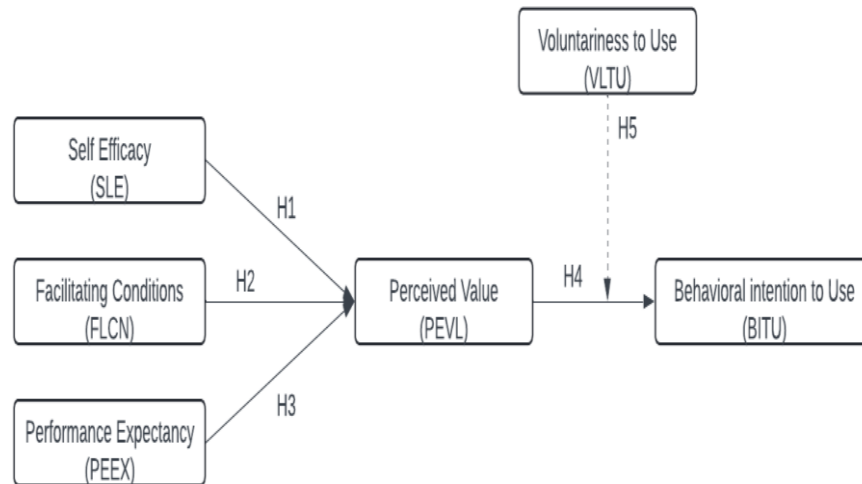 Voluntariness to Use
(VLTU)
H5
Self Efficacy
(SLE)
H1
Facilitating Conditions
(FLCN)
H2
Perceived Value
(PEVL)
H4
Behavioral intention to Use
(BITU)
H3
Performance Expectancy
(PEEX)